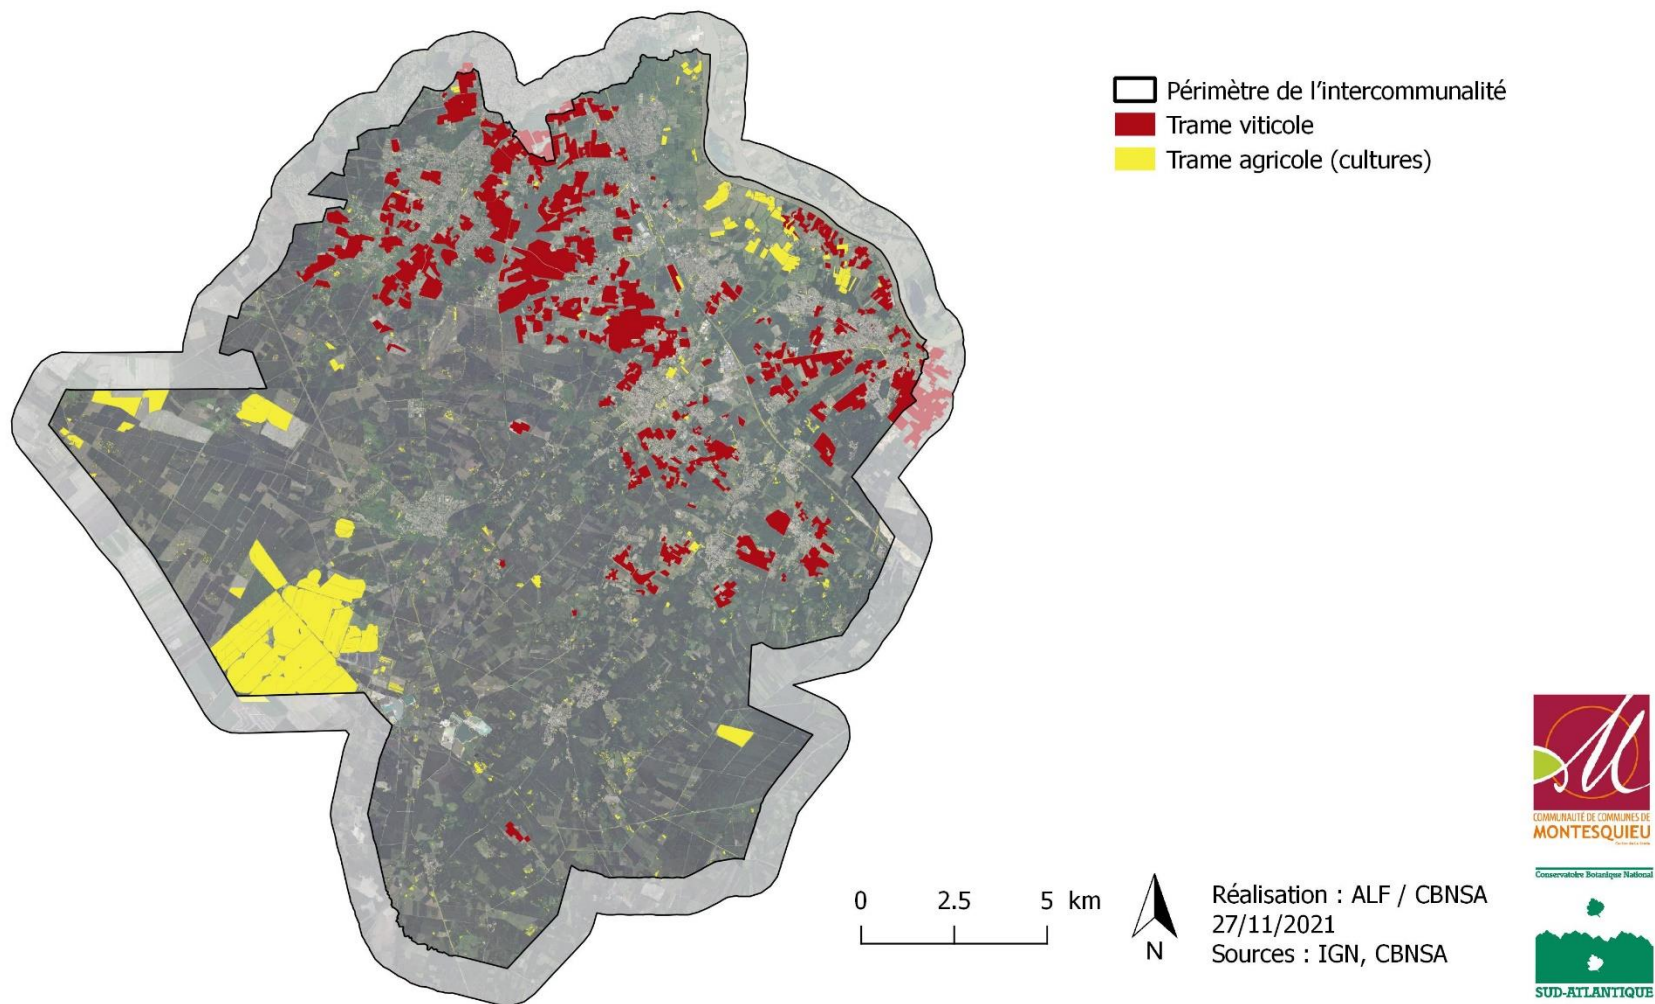 Périmètre de l'intercommunalité
Trame viticole
Trame agricole (cultures)
0 2.5 5 km
N
Réalisation : ALF / CBNSA
27/11/2021
Sources : IGN, CBNSA
M
COMMUNAUTÉ DE COMMUNES DE
MONTESQUIEU
Conservatoire Botanique National
SUD-ATLANTIQUE